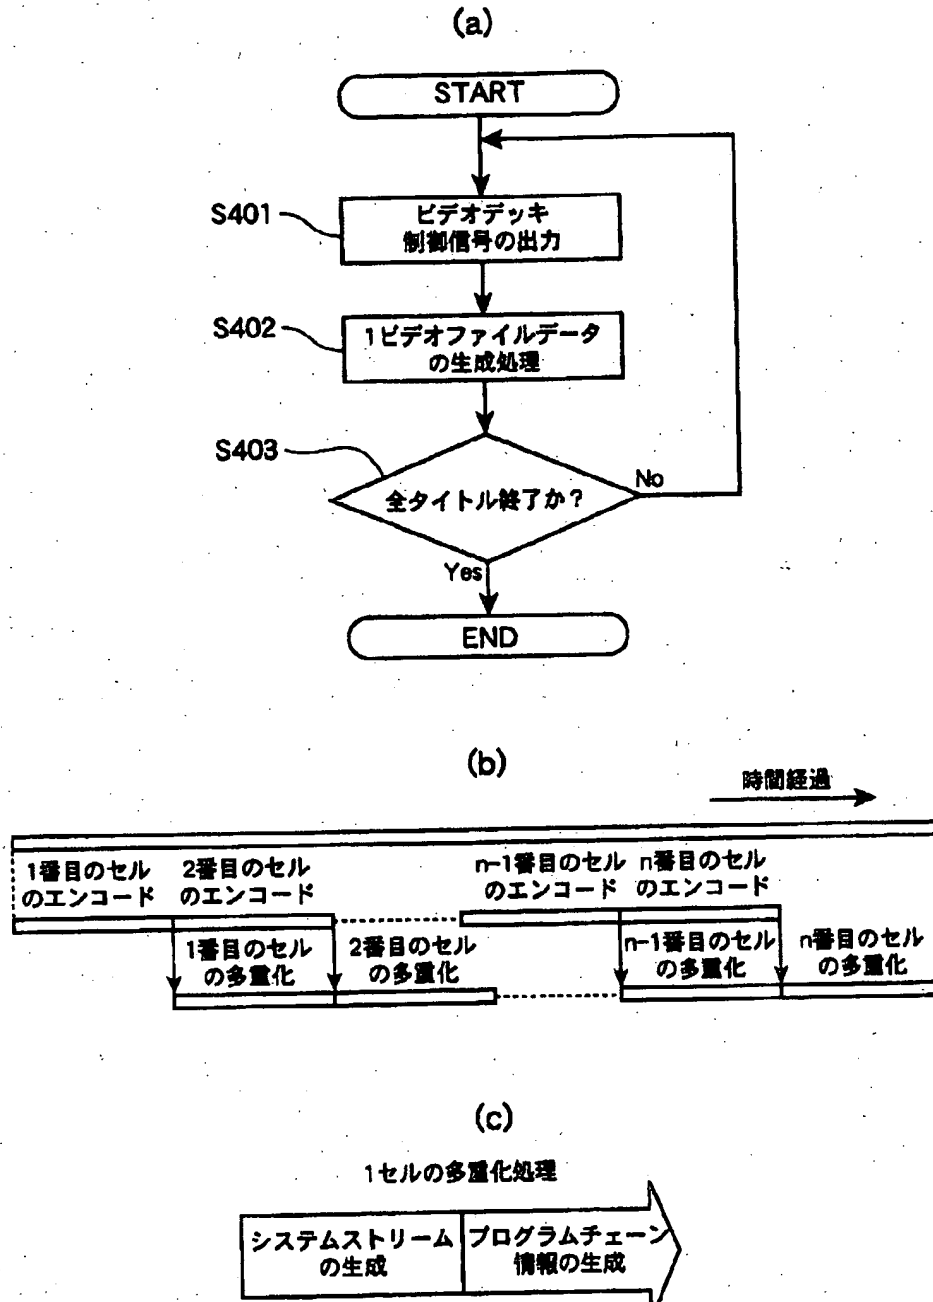 (a)
START
S401
ビデオデッキ
制御信号の出力
S402
1ビデオファイルデータ
の生成処理
S403
全タイトル終了か？
No
Yes
END
(b)
時間経過
1番目のセル
のエンコード
2番目のセル
のエンコード
n-1番目のセル
のエンコード
n番目のセル
のエンコード
1番目のセル
の多重化
2番目のセル
の多重化
n-1番目のセル
の多重化
n番目のセル
の多重化
(c)
1セルの多重化処理
システムストリーム
の生成
プログラムチェーン
情報の生成